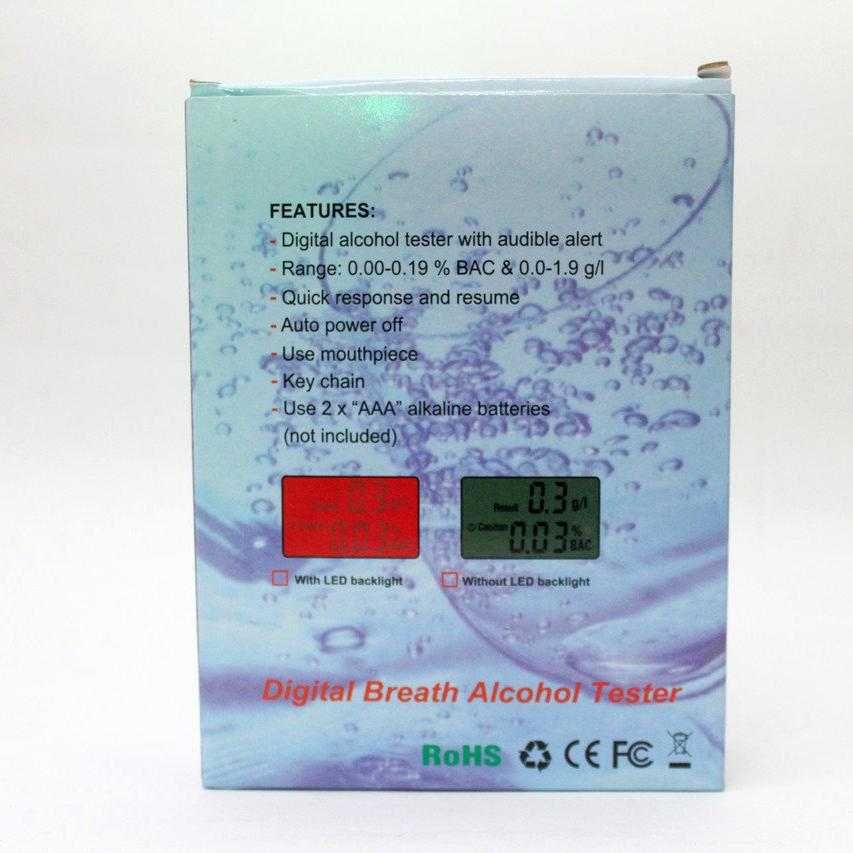 FEATURES:
- Digital alcohol tester with audible alert
- Range: 0.00-0.19 % BAC & 0.0-1.9 g/l
- Quick response and resume
- Auto power off
- Use mouthpiece
- Key chain
- Use 2 x “AAA” alkaline batteries
(not included)
Result 0.3 g/l
Caution 0.03 % BAC
With LED backlight
Without LED backlight
Digital Breath Alcohol Tester
RoHS CE FC